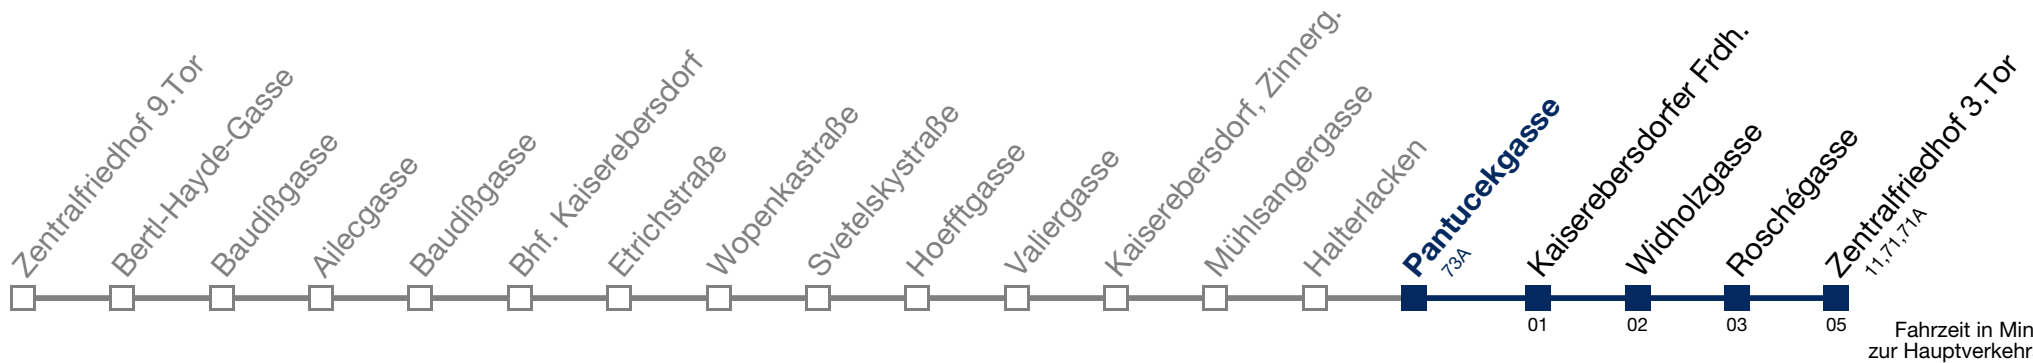 Zentralfriedhof 9.Tor
Bertl-Hayde-Gasse
Baudißgasse
Ailecgasse
Baudißgasse
Bhf. Kaiserebersdorf
Etrichstraße
Wopenkastraße
Svetelskystraße
Hoefftgasse
Valiergasse
Kaiserebersdorf, Zinnerg.
Mühlsangergasse
Halterlacken
Pantucekgasse
73A
Kaiserebersdorfer Frdh.
Widholzgasse
Roschégasse
Zentralfriedhof 3.Tor
11,71,71A
01
02
03
05
Fahrzeit in Min
zur Hauptverkehr